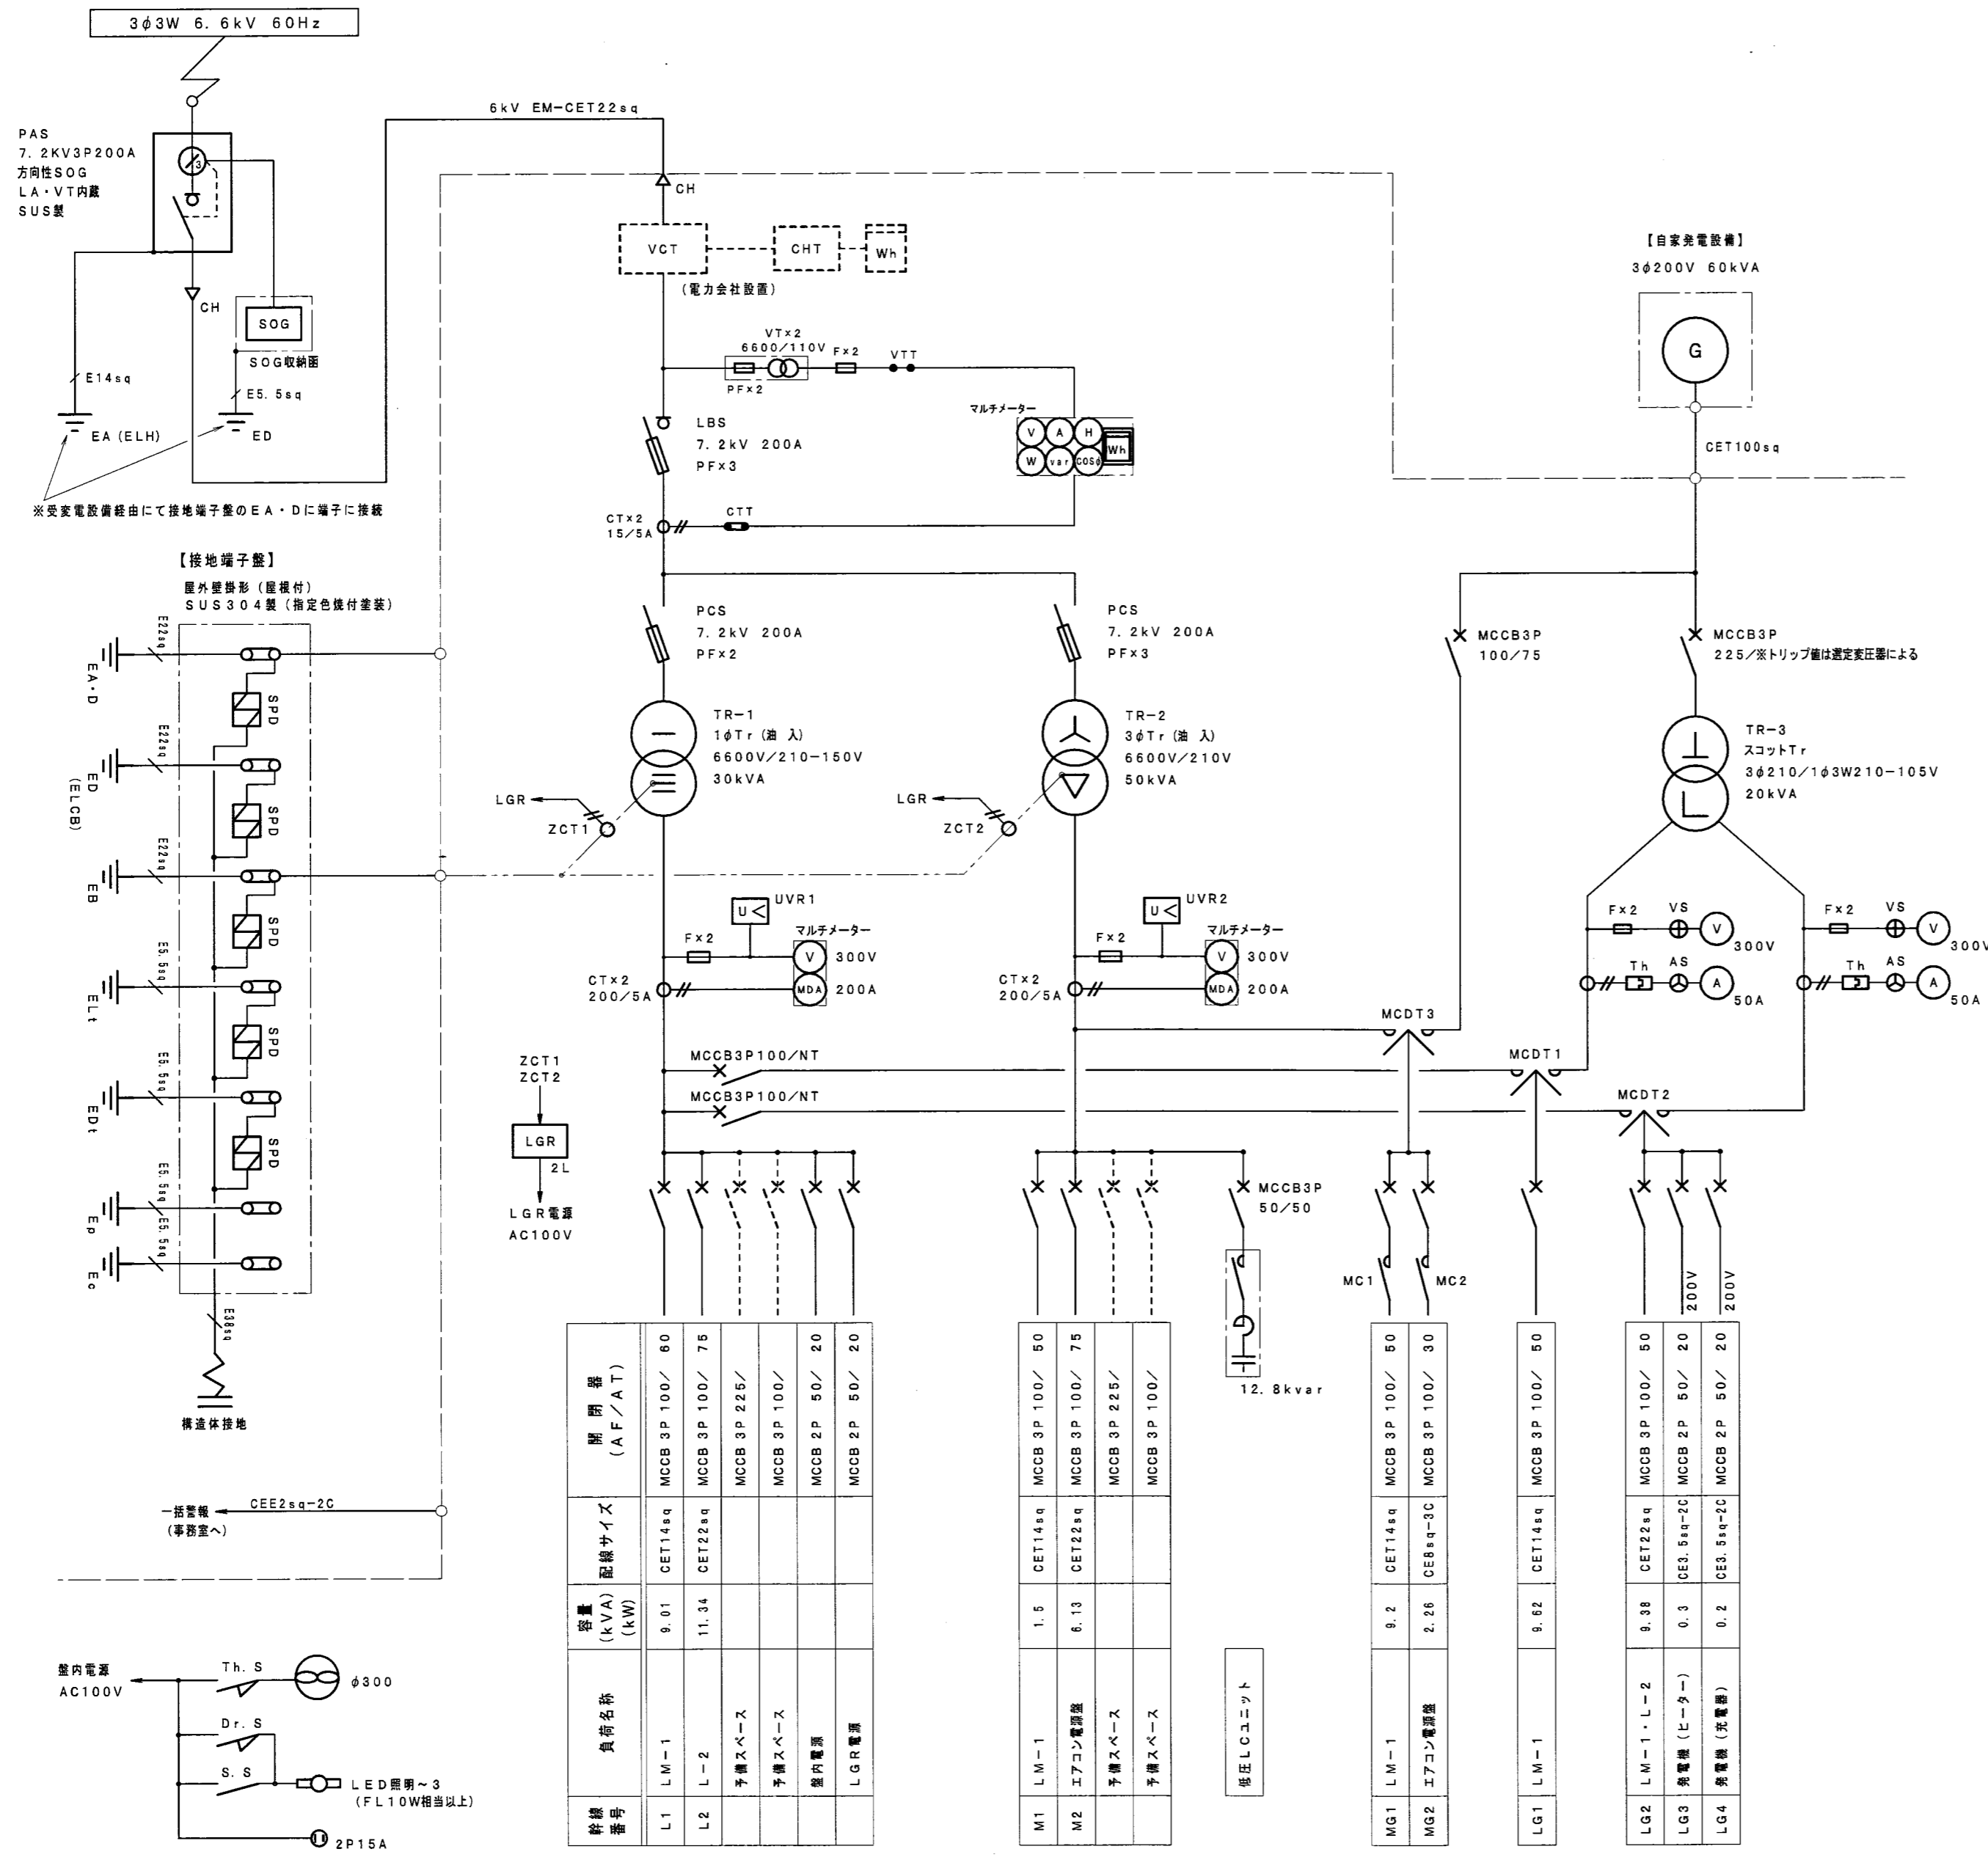 3φ3W 6.6kV 60Hz
PAS
7.2KV3P200A
方向性SOG
LA・VT内蔵
SUS製
3
CH
SOG
SOG収納函
E14sq
E5.5sq
EA(ELH)
ED
※受変電設備経由にて接地端子盤のEA・Dに端子に接続
6kV EM-CET22sq
CH
VCT
CHT
Wh
(電力会社設置)
VT×2
6600/110V
F×2
VTT
PF×2
LBS
7.2kV 200A
PF×3
マルチメーター
V
A
H
Wh
W
var
COSφ
CT×2
15/5A
CTT
【自家発電設備】
3φ200V 60kVA
G
CET100sq
【接地端子盤】
屋外壁掛形(屋根付)
SUS304製(指定色焼付塗装)
E22sq
EA・D
SPD
E22sq
ED
(ELCB)
SPD
E22sq
EB
SPD
E5.5sq
ELt
SPD
E5.5sq
EDt
SPD
E5.5sq
Ep
E5.5sq
Ec
E38sq
構造体接地
PCS
7.2kV 200A
PF×2
PCS
7.2kV 200A
PF×3
MCCB3P
100/75
MCCB3P
225/※トリップ値は選定変圧器による
TR-1
1φTr(油 入)
6600V/210-150V
30kVA
TR-2
3φTr(油 入)
6600V/210V
50kVA
TR-3
スコットTr
3φ210/1φ3W210-105V
20kVA
LGR
ZCT1
LGR
ZCT2
U<
UVR1
F×2
マルチメーター
V
300V
CT×2
200/5A
MDA
200A
U<
UVR2
F×2
マルチメーター
V
300V
CT×2
200/5A
MDA
200A
F×2
VS
V
300V
Th
AS
A
50A
F×2
VS
V
300V
Th
AS
A
50A
MCDT3
MCDT1
MCDT2
MCCB3P100/NT
MCCB3P100/NT
ZCT1
ZCT2
LGR
2L
LGR電源
AC100V
MCCB3P
50/50
12.8kvar
MC1
MC2
200V
200V
一括警報
(事務室へ)
CEE2sq-2C
盤内電源
AC100V
Th.S
φ300
Dr.S
S.S
LED照明~3
(FL10W相当以上)
2P15A
幹線番号 負荷名称 容量(kVA)(kW) 配線サイズ 開閉器(AF/AT)
L1 LM-1 9.01 CET14sq MCCB 3P 100/ 60
L2 L-2 11.34 CET22sq MCCB 3P 100/ 75
予備スペース MCCB 3P 225/
予備スペース MCCB 3P 100/
盤内電源 MCCB 2P 50/ 20
LGR電源 MCCB 2P 50/ 20
M1 LM-1 1.5 CET14sq MCCB 3P 100/ 50
M2 エアコン電源盤 6.13 CET22sq MCCB 3P 100/ 75
予備スペース MCCB 3P 225/
予備スペース MCCB 3P 100/
低圧LCユニット
MG1 LM-1 9.2 CET14sq MCCB 3P 100/ 50
MG2 エアコン電源盤 2.26 CE8sq-3C MCCB 3P 100/ 30
LG1 LM-1 9.62 CET14sq MCCB 3P 100/ 50
LG2 LM-1・L-2 9.38 CET22sq MCCB 3P 100/ 50
LG3 発電機(ヒーター) 0.3 CE3.5sq-2C MCCB 2P 50/ 20
LG4 発電機(充電器) 0.2 CE3.5sq-2C MCCB 2P 50/ 20